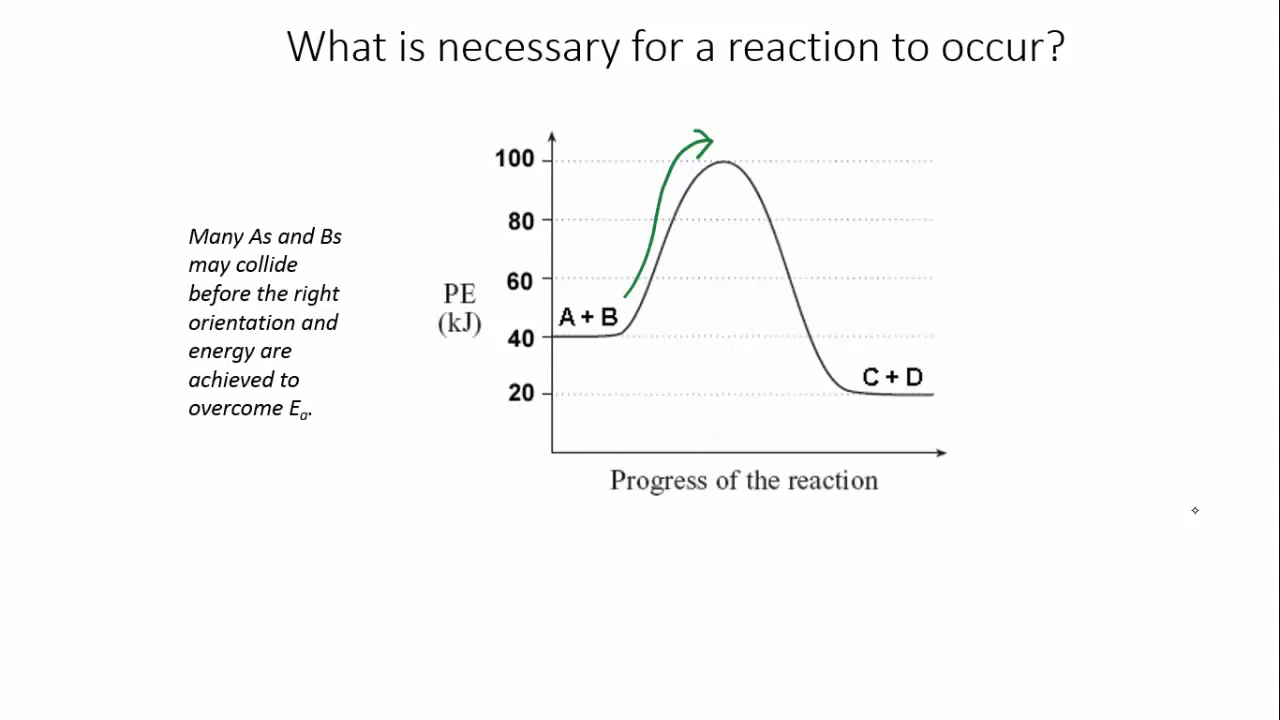 What is necessary for a reaction to occur?
Many As and Bs
may collide
before the right
orientation and
energy are
achieved to
overcome Eₐ.
PE
(kJ)
100
80
60
40
20
A + B
C + D
Progress of the reaction